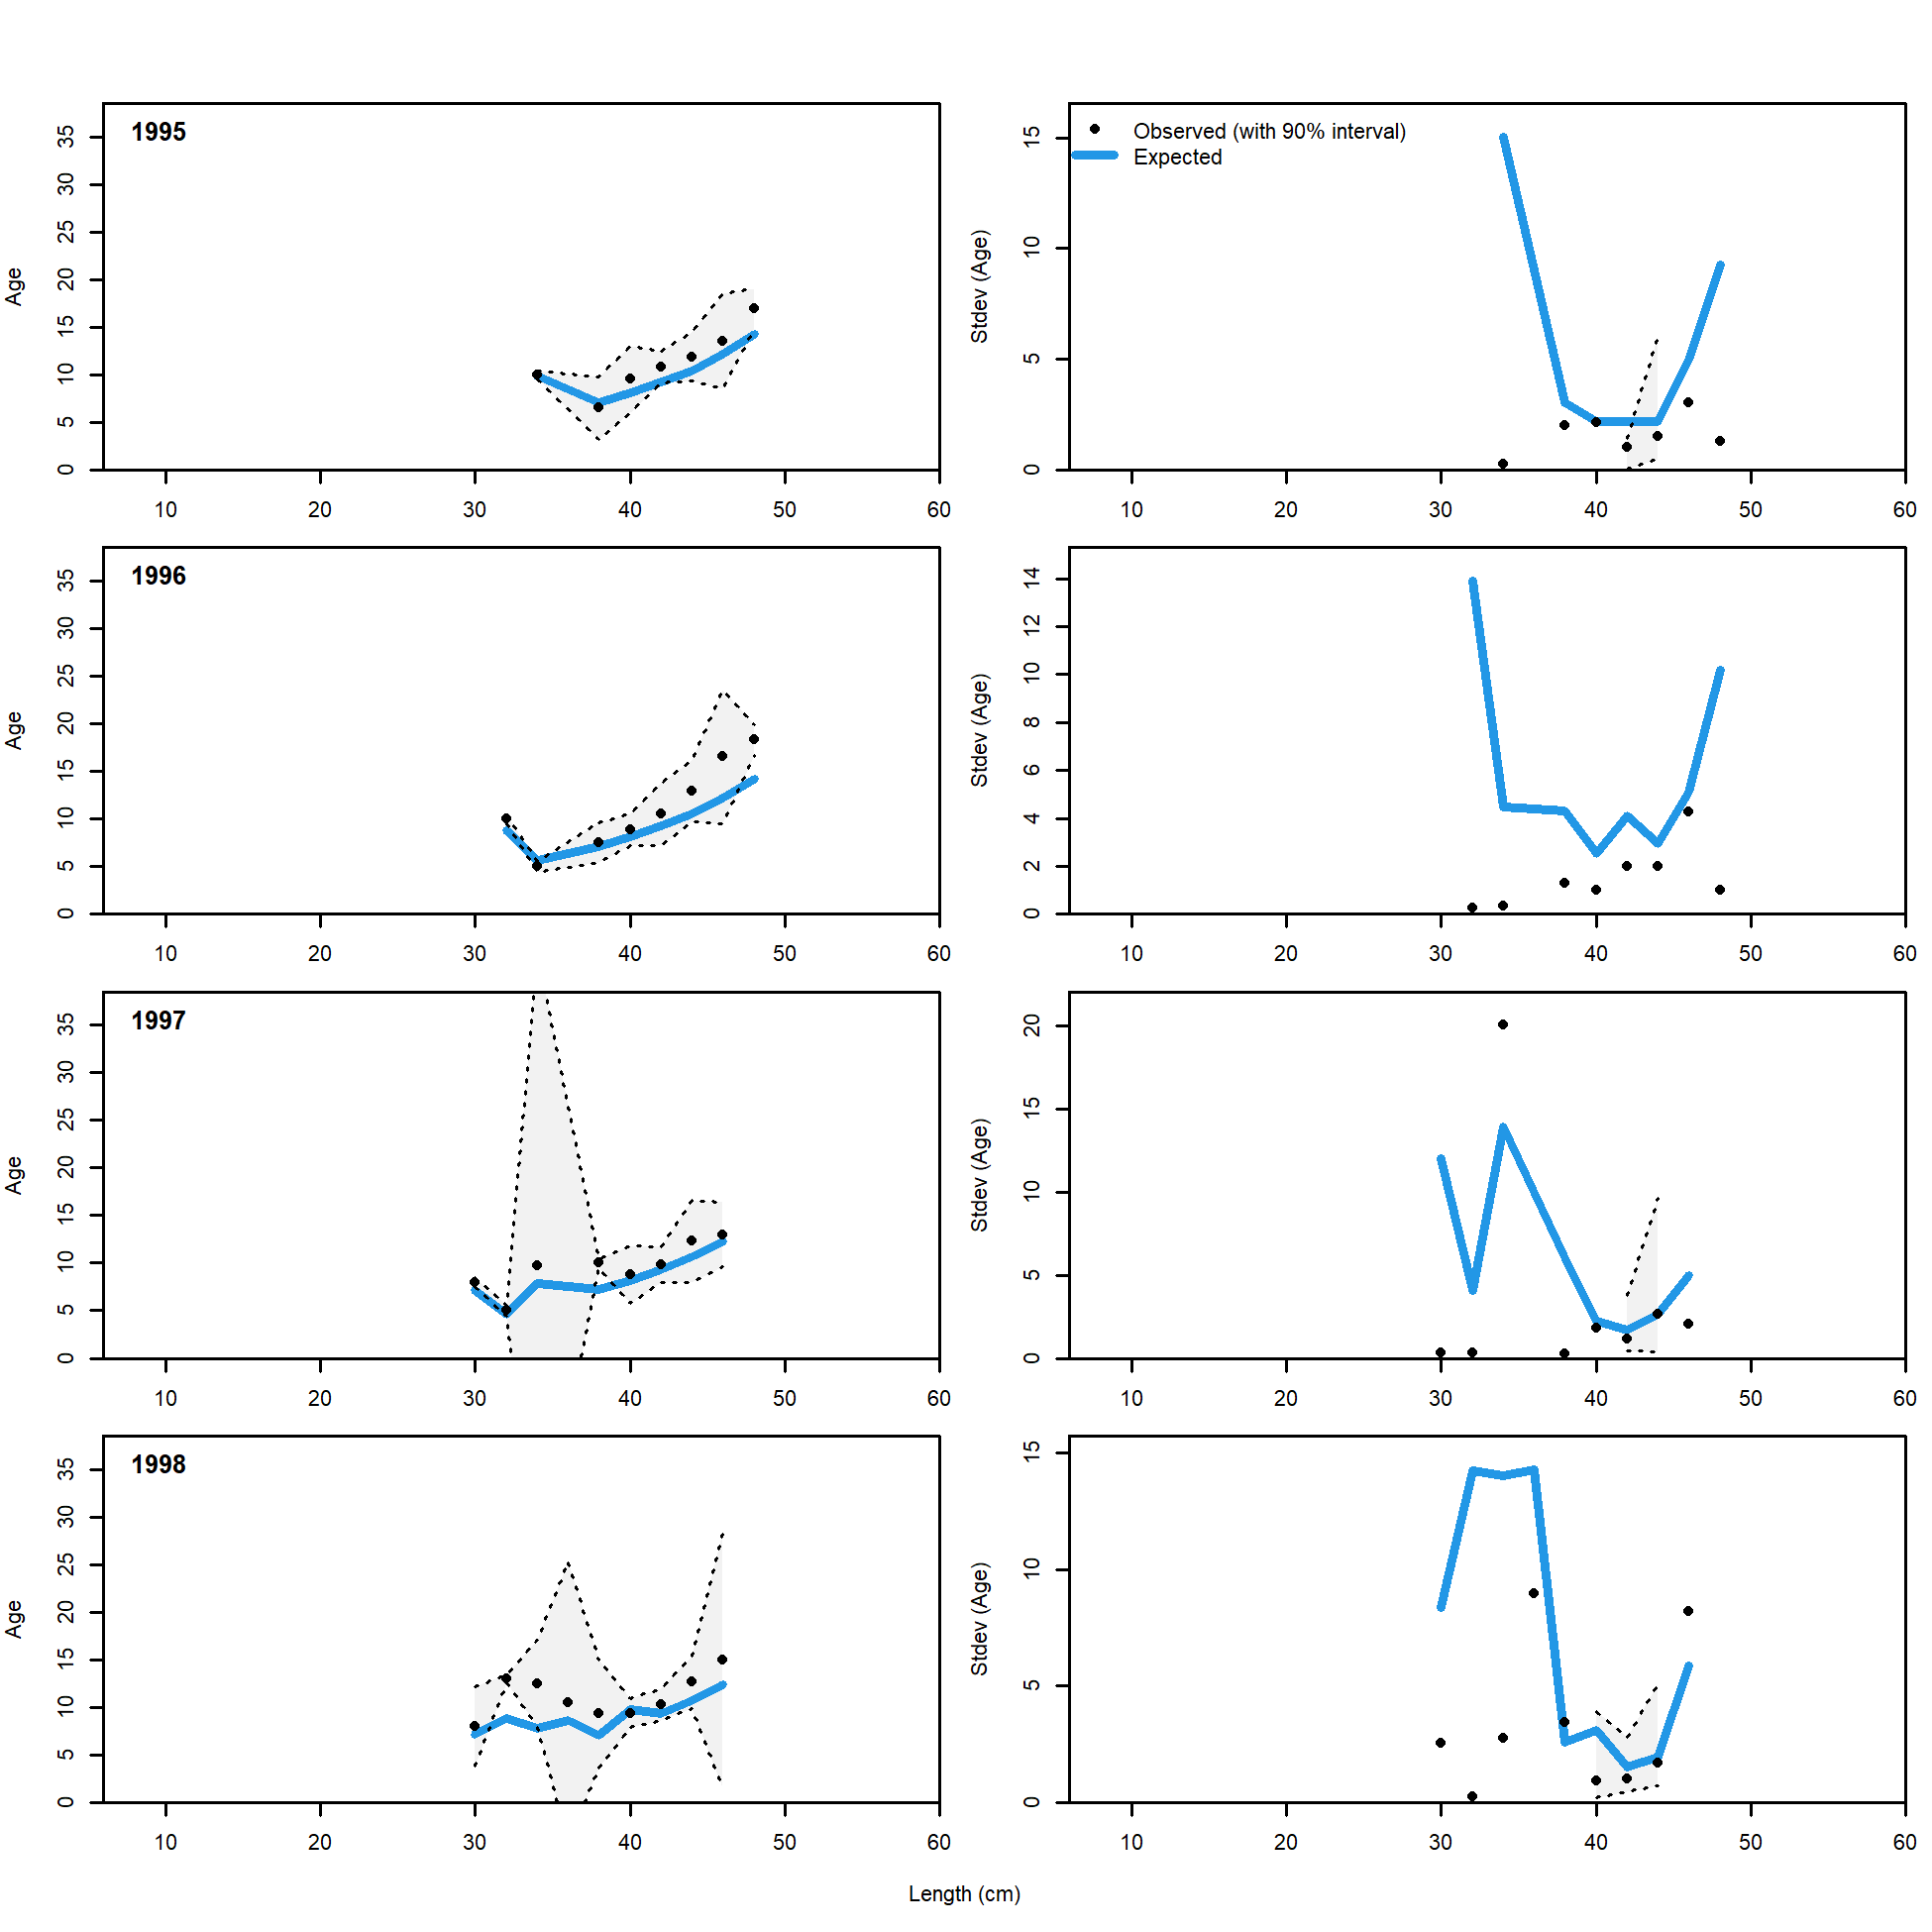 1995
Age
0 5 10 15 20 25 30 35
10 20 30 40 50 60
Observed (with 90% interval)
Expected
Stdev (Age)
0 5 10 15
10 20 30 40 50 60
1996
Age
0 5 10 15 20 25 30 35
10 20 30 40 50 60
Stdev (Age)
0 2 4 6 8 10 12 14
10 20 30 40 50 60
1997
Age
0 5 10 15 20 25 30 35
10 20 30 40 50 60
Stdev (Age)
0 5 10 15 20
10 20 30 40 50 60
1998
Age
0 5 10 15 20 25 30 35
10 20 30 40 50 60
Stdev (Age)
0 5 10 15
10 20 30 40 50 60
Length (cm)